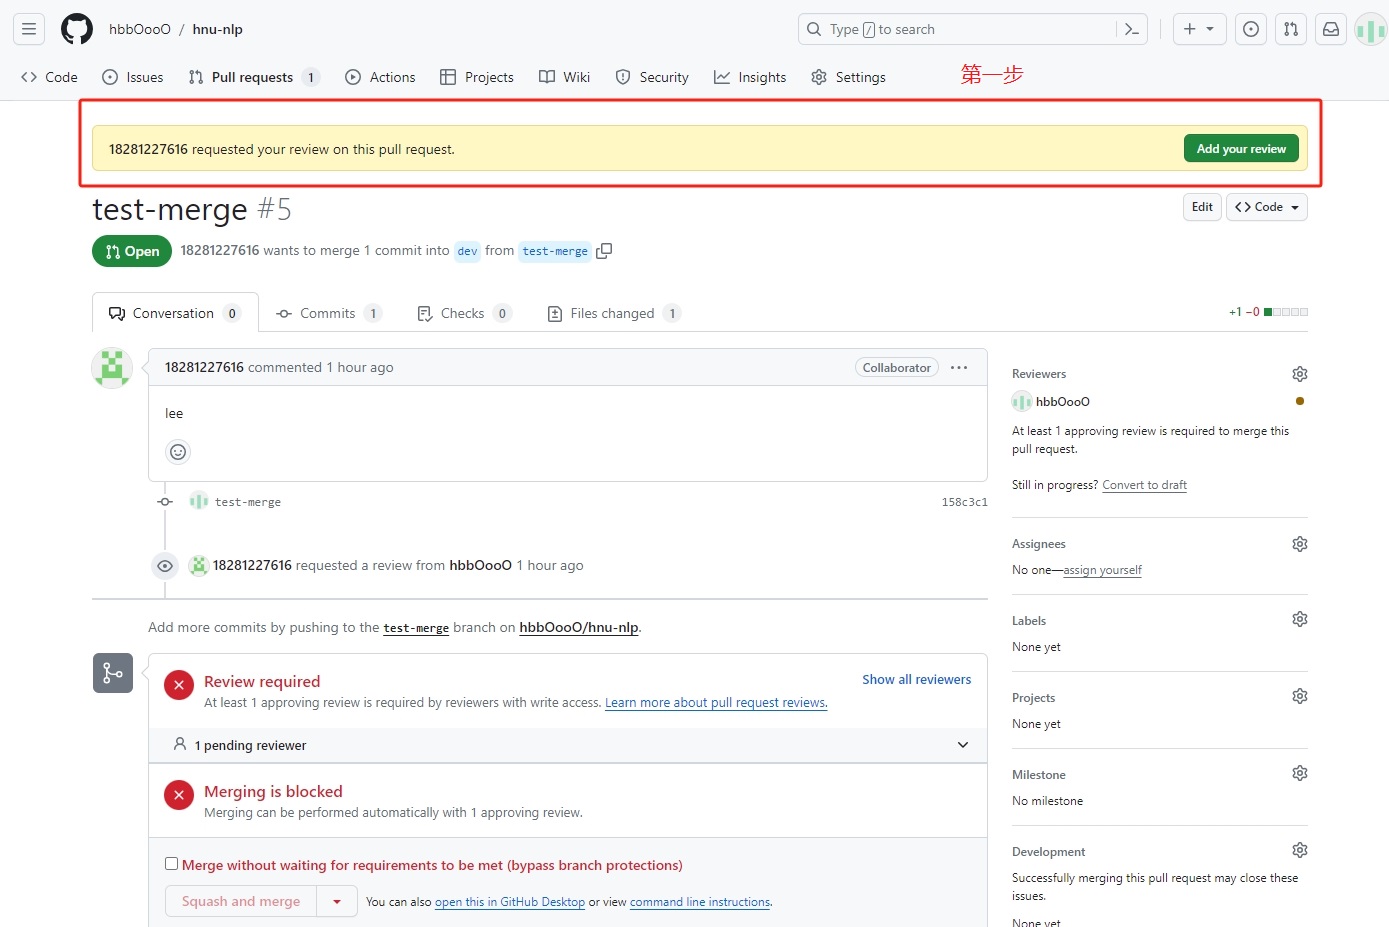 hbbOooO / hnu-nlp
Type / to search
Code
Issues
Pull requests 1
Actions
Projects
Wiki
Security
Insights
Settings
第一步
18281227616 requested your review on this pull request.
Add your review
test-merge #5
Edit
Code
Open
18281227616 wants to merge 1 commit into dev from test-merge
Conversation 0
Commits 1
Checks 0
Files changed 1
+1 −0
18281227616 commented 1 hour ago
Collaborator
lee
test-merge
158c3c1
18281227616 requested a review from hbbOooO 1 hour ago
Add more commits by pushing to the test-merge branch on hbbOooO/hnu-nlp.
Review required
Show all reviewers
At least 1 approving review is required by reviewers with write access. Learn more about pull request reviews.
1 pending reviewer
Merging is blocked
Merging can be performed automatically with 1 approving review.
Merge without waiting for requirements to be met (bypass branch protections)
Squash and merge
You can also open this in GitHub Desktop or view command line instructions.
Reviewers
hbbOooO
At least 1 approving review is required to merge this
pull request.
Still in progress? Convert to draft
Assignees
No one—assign yourself
Labels
None yet
Projects
None yet
Milestone
No milestone
Development
Successfully merging this pull request may close these
issues.
None yet